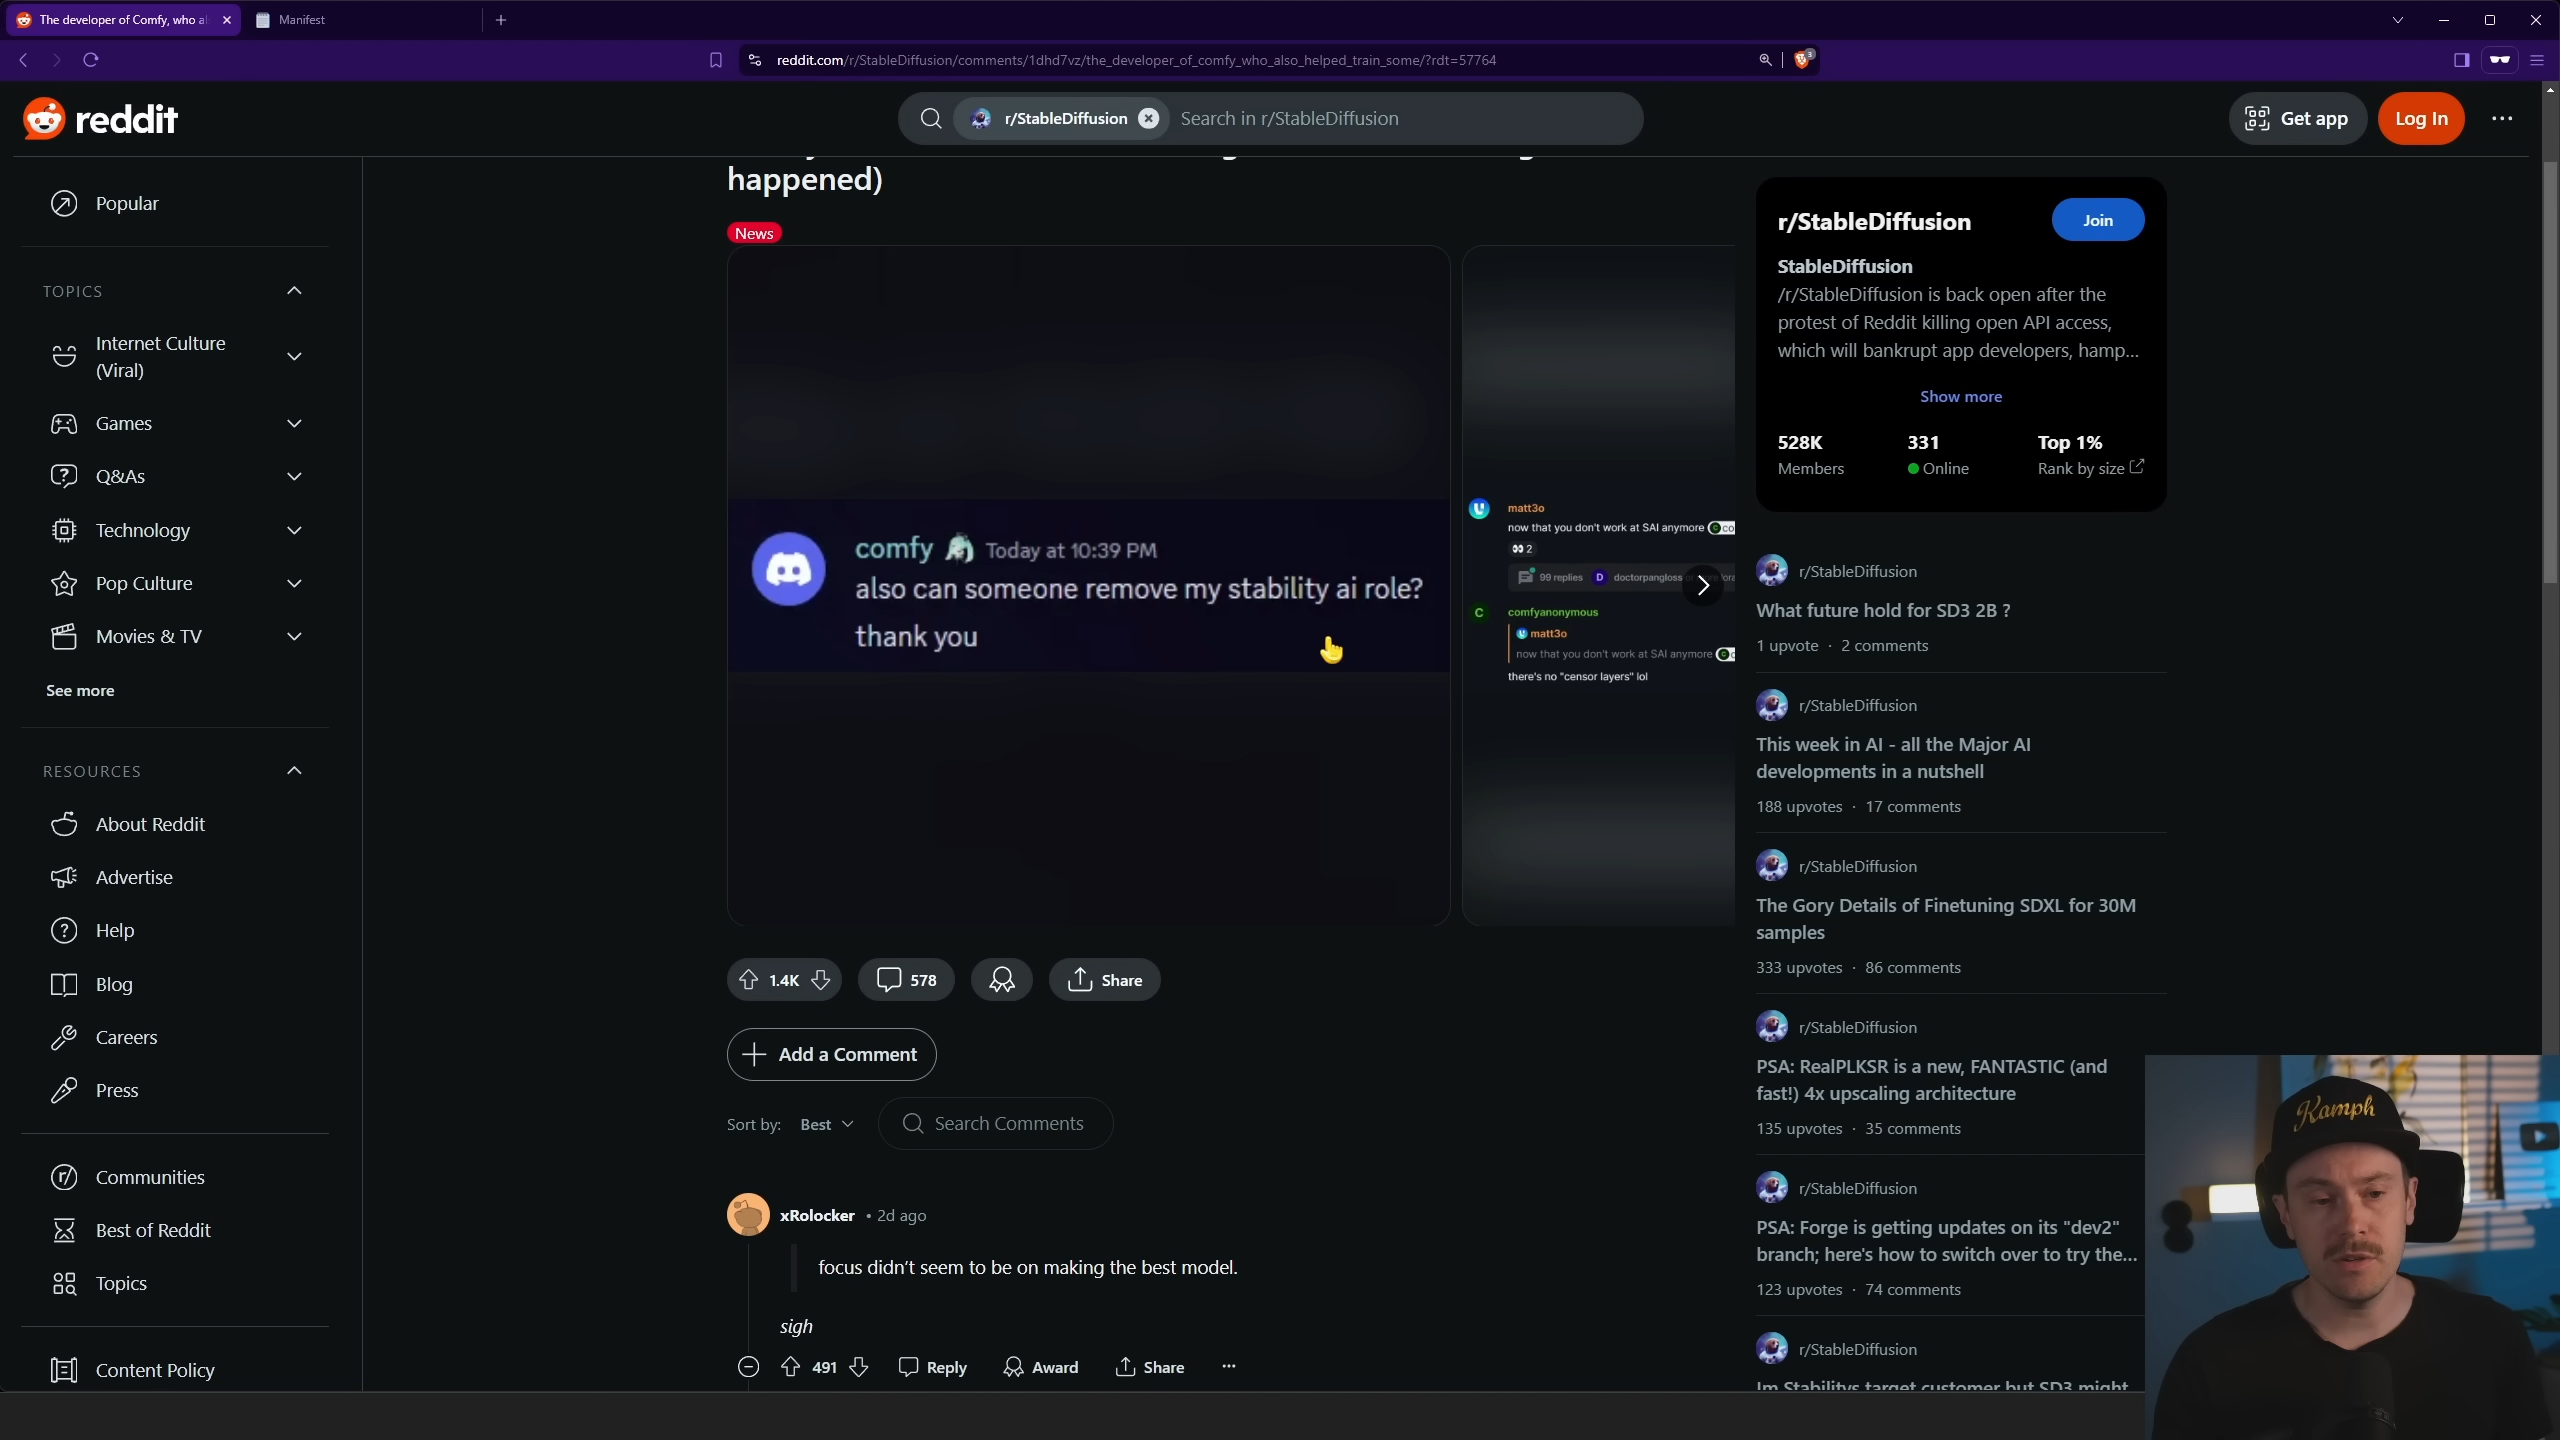 The developer of Comfy, who al
Manifest
reddit.com/r/StableDiffusion/comments/1dhd7vz/the_developer_of_comfy_who_also_helped_train_some/?rdt=57764
3
reddit
r/StableDiffusion
Search in r/StableDiffusion
Get app
Log In
Popular
TOPICS
Internet Culture
(Viral)
Games
Q&As
Technology
Pop Culture
Movies & TV
See more
RESOURCES
About Reddit
Advertise
Help
Blog
Careers
Press
Communities
Best of Reddit
Topics
Content Policy
happened)
News
comfy Today at 10:39 PM
also can someone remove my stability ai role?
thank you
matt3o
now that you don't work at SAI anymore
2
99 replies D doctorpangloss
C comfyanonymous
matt3o
now that you don't work at SAI anymore
there's no "censor layers" lol
1.4K
578
Share
Add a Comment
Sort by: Best
Search Comments
xRolocker • 2d ago
focus didn’t seem to be on making the best model.
sigh
491
Reply
Award
Share
r/StableDiffusion
Join
StableDiffusion
/r/StableDiffusion is back open after the
protest of Reddit killing open API access,
which will bankrupt app developers, hamp...
Show more
528K
Members
331
Online
Top 1%
Rank by size
r/StableDiffusion
What future hold for SD3 2B ?
1 upvote · 2 comments
r/StableDiffusion
This week in AI - all the Major AI
developments in a nutshell
188 upvotes · 17 comments
r/StableDiffusion
The Gory Details of Finetuning SDXL for 30M
samples
333 upvotes · 86 comments
r/StableDiffusion
PSA: RealPLKSR is a new, FANTASTIC (and
fast!) 4x upscaling architecture
135 upvotes · 35 comments
r/StableDiffusion
PSA: Forge is getting updates on its "dev2"
branch; here's how to switch over to try the...
123 upvotes · 74 comments
r/StableDiffusion
Im Stabilitys target customer but SD3 might
Kamph